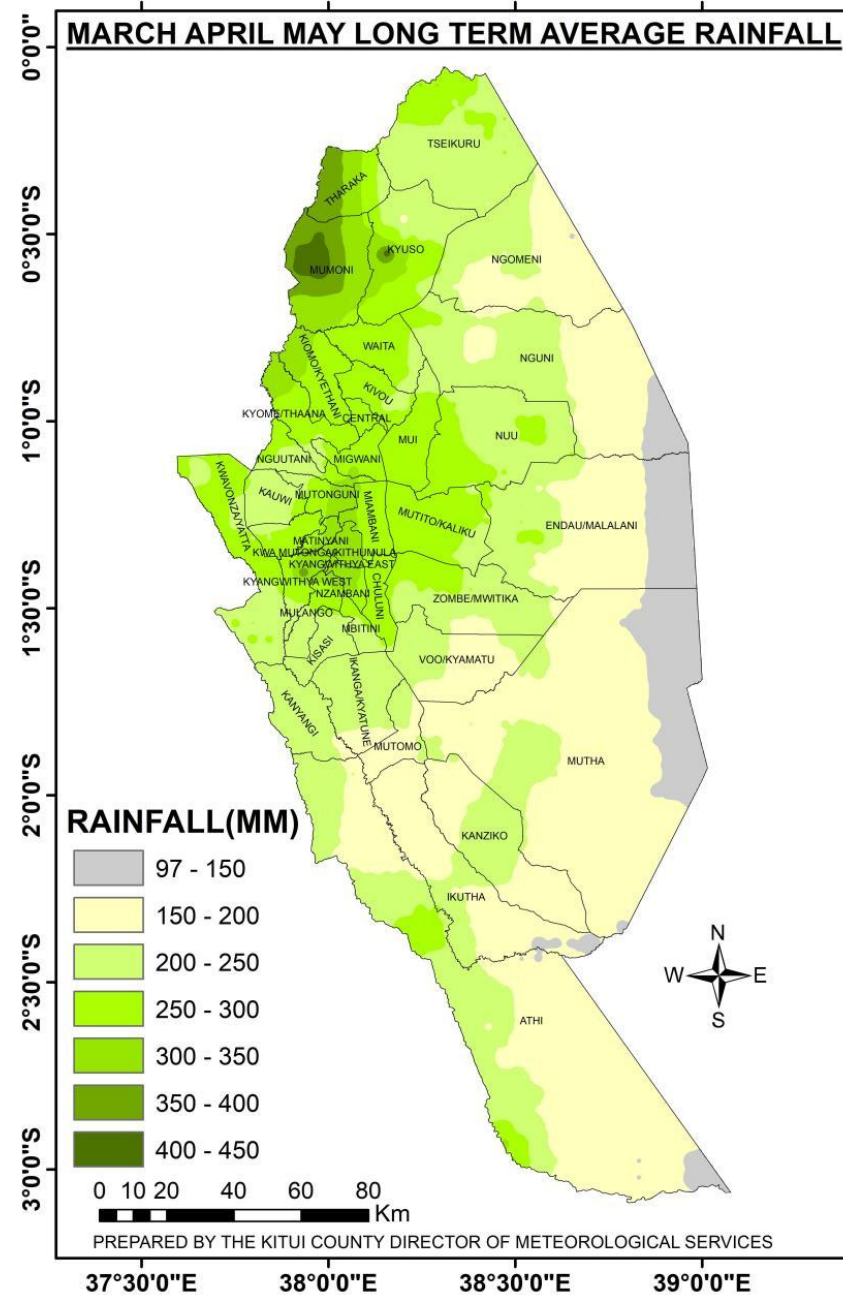 MARCH APRIL MAY LONG TERM AVERAGE RAINFALL
0°0'0"
0°30'0"S
1°0'0"S
1°30'0"S
2°0'0"S
2°30'0"S
3°0'0"S
TSEIKURU
THARAKA
KYUSO
MUMONI
NGOMENI
WAITA
KIOMO/KYETHANI
NGUNI
KIVOU
KYOME/THAANA
CENTRAL
MUI
NUU
NGUUTANI
MIGWANI
KWAVONZA/YATTA
KAUWI
MUTONGUNI
MIAMBANI
MUTITO/KALIKU
ENDAU/MALALANI
MATINYANI
KWA MUTONGA/KITHUMULA
KYANGWITHYA EAST
KYANGWITHYA WEST
CHULUNI
NZAMBANI
ZOMBE/MWITIKA
MULANGO
MBITINI
KISASI
VOO/KYAMATU
IKANGA/KYATUNE
KANYANGI
MUTOMO
MUTHA
KANZIKO
IKUTHA
ATHI
RAINFALL(MM)
97 - 150
150 - 200
200 - 250
250 - 300
300 - 350
350 - 400
400 - 450
N
W E
S
0 10 20 40 60 80
Km
PREPARED BY THE KITUI COUNTY DIRECTOR OF METEOROLOGICAL SERVICES
37°30'0"E 38°0'0"E 38°30'0"E 39°0'0"E